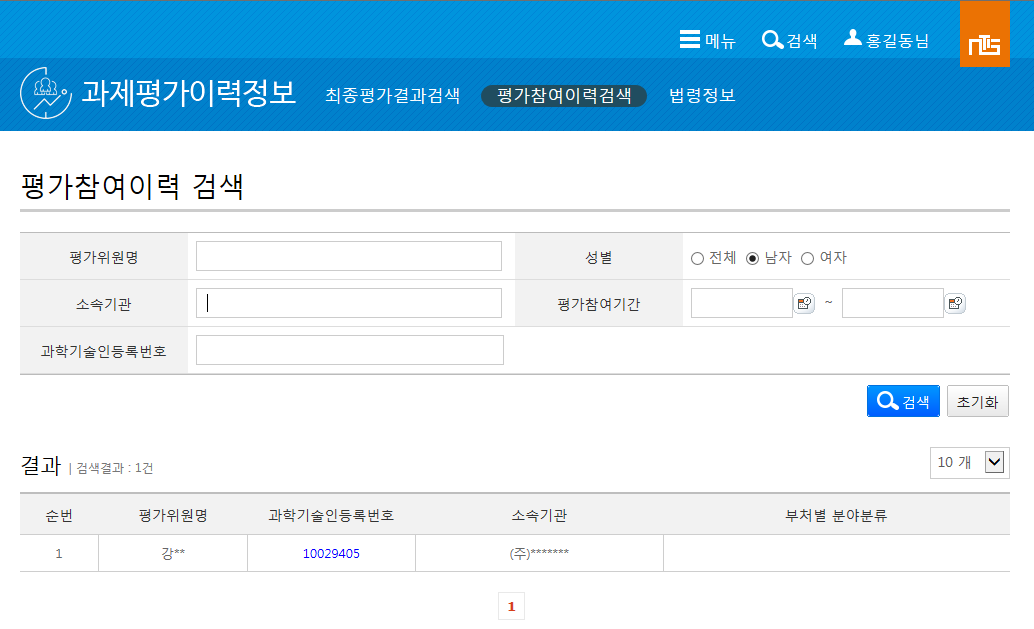 메뉴 검색 홍길동님 NTIS
과제평가이력정보 최종평가결과검색 평가참여이력검색 법령정보
평가참여이력 검색
평가위원명 성별 전체 남자 여자
소속기관 평가참여기간 ~
과학기술인등록번호
검색 초기화
결과 | 검색결과 : 1건 10 개
순번 평가위원명 과학기술인등록번호 소속기관 부처별 분야분류
1 강** 10029405 (주)*******
1